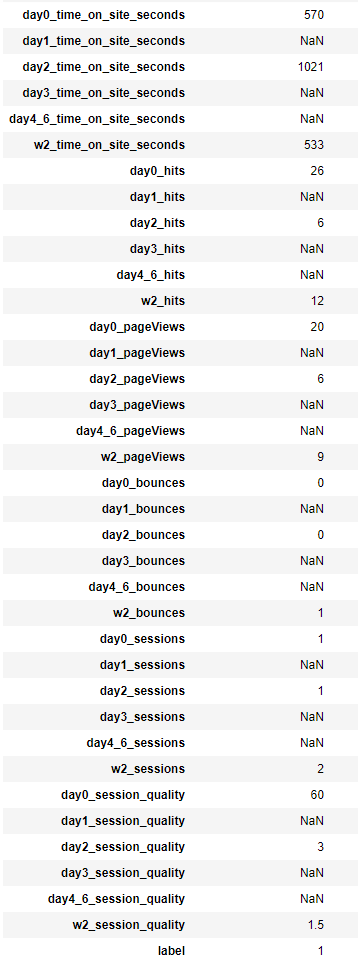 day0_time_on_site_seconds 570
day1_time_on_site_seconds NaN
day2_time_on_site_seconds 1021
day3_time_on_site_seconds NaN
day4_6_time_on_site_seconds NaN
w2_time_on_site_seconds 533
day0_hits 26
day1_hits NaN
day2_hits 6
day3_hits NaN
day4_6_hits NaN
w2_hits 12
day0_pageViews 20
day1_pageViews NaN
day2_pageViews 6
day3_pageViews NaN
day4_6_pageViews NaN
w2_pageViews 9
day0_bounces 0
day1_bounces NaN
day2_bounces 0
day3_bounces NaN
day4_6_bounces NaN
w2_bounces 1
day0_sessions 1
day1_sessions NaN
day2_sessions 1
day3_sessions NaN
day4_6_sessions NaN
w2_sessions 2
day0_session_quality 60
day1_session_quality NaN
day2_session_quality 3
day3_session_quality NaN
day4_6_session_quality NaN
w2_session_quality 1.5
label 1